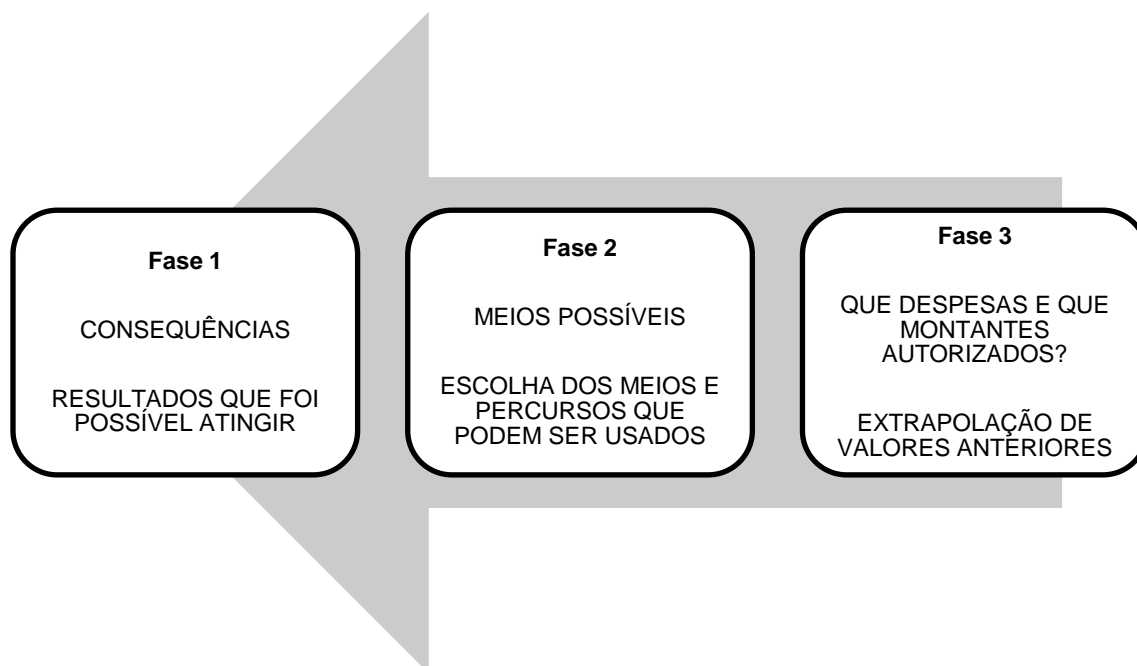 Fase 1
CONSEQUÊNCIAS
RESULTADOS QUE FOI
POSSÍVEL ATINGIR
Fase 2
MEIOS POSSÍVEIS
ESCOLHA DOS MEIOS E
PERCURSOS QUE
PODEM SER USADOS
Fase 3
QUE DESPESAS E QUE
MONTANTES
AUTORIZADOS?
EXTRAPOLAÇÃO DE
VALORES ANTERIORES